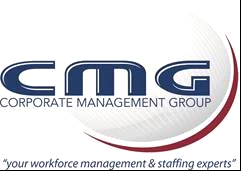 CMG
CORPORATE MANAGEMENT GROUP
"your workforce management & staffing experts"